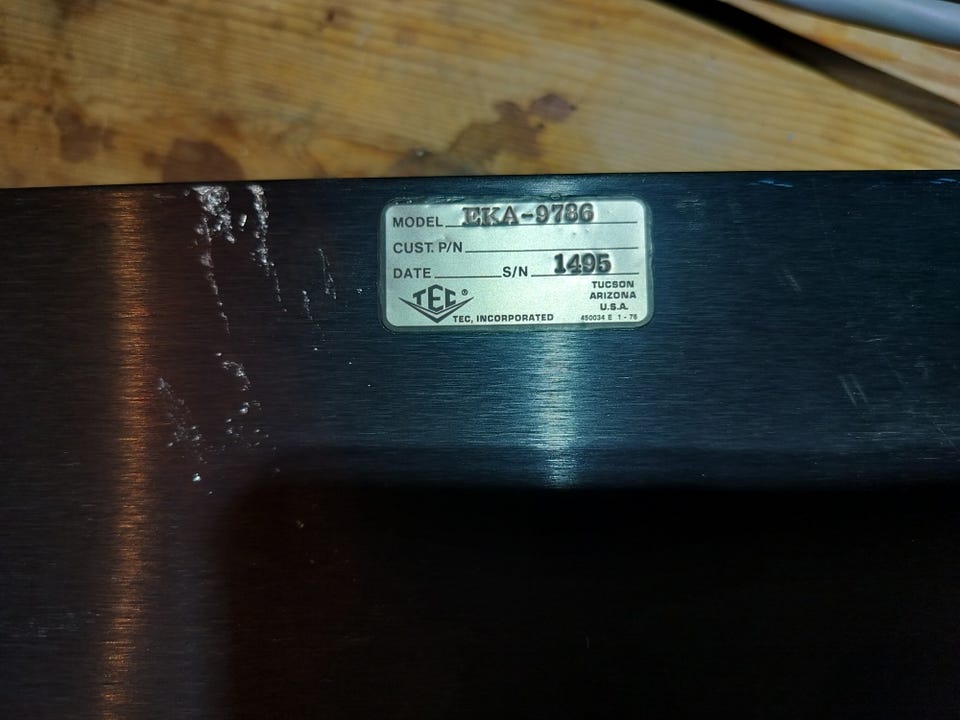 MODEL EKA-9786
CUST. P/N
DATE S/N 1495
TEC ®
TUCSON
ARIZONA
U.S.A.
TEC, INCORPORATED 450034 E 1-76